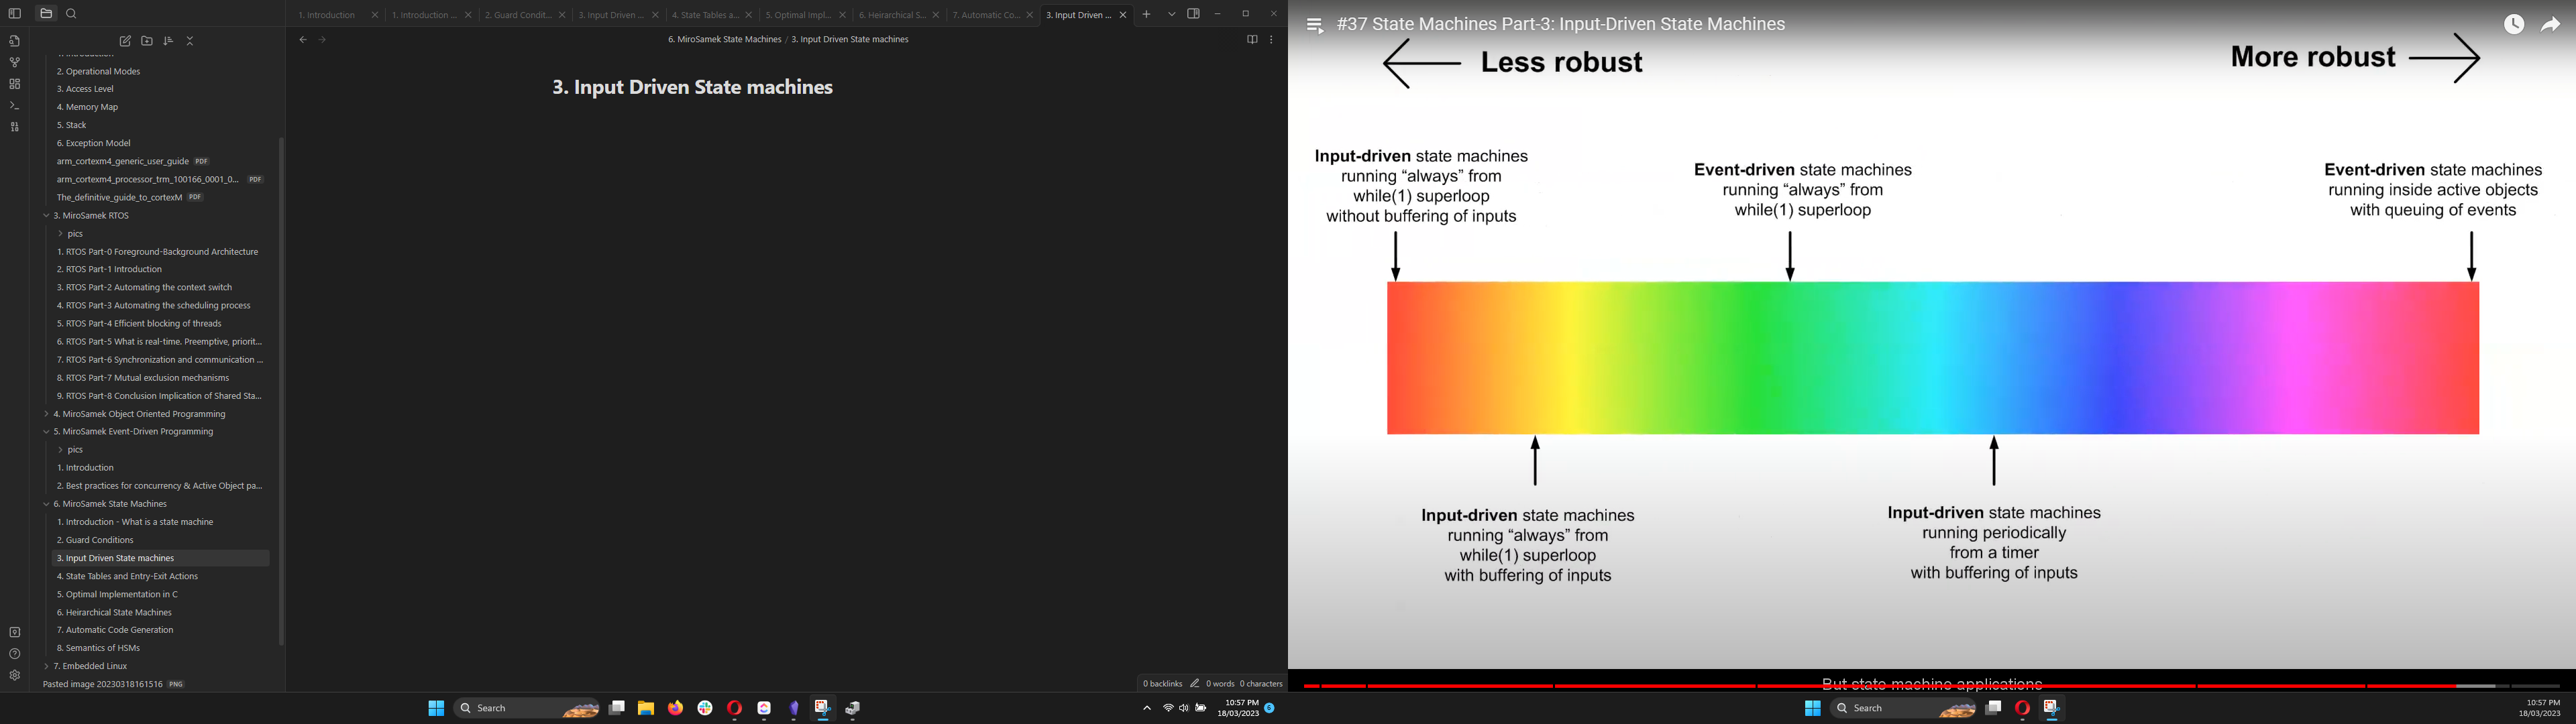 1. Introduction
1. Introduction ...
2. Guard Condit...
3. Input Driven ...
4. State Tables a...
5. Optimal Impl...
6. Heirarchical S...
7. Automatic Co...
3. Input Driven ...
6. MiroSamek State Machines / 3. Input Driven State machines
2. Operational Modes
3. Access Level
4. Memory Map
5. Stack
6. Exception Model
arm_cortexm4_generic_user_guide PDF
arm_cortexm4_processor_trm_100166_0001_0... PDF
The_definitive_guide_to_cortexM PDF
3. MiroSamek RTOS
pics
1. RTOS Part-0 Foreground-Background Architecture
2. RTOS Part-1 Introduction
3. RTOS Part-2 Automating the context switch
4. RTOS Part-3 Automating the scheduling process
5. RTOS Part-4 Efficient blocking of threads
6. RTOS Part-5 What is real-time. Preemptive, priorit...
7. RTOS Part-6 Synchronization and communication ...
8. RTOS Part-7 Mutual exclusion mechanisms
9. RTOS Part-8 Conclusion Implication of Shared Sta...
4. MiroSamek Object Oriented Programming
5. MiroSamek Event-Driven Programming
pics
1. Introduction
2. Best practices for concurrency & Active Object pa...
6. MiroSamek State Machines
1. Introduction - What is a state machine
2. Guard Conditions
3. Input Driven State machines
4. State Tables and Entry-Exit Actions
5. Optimal Implementation in C
6. Heirarchical State Machines
7. Automatic Code Generation
8. Semantics of HSMs
7. Embedded Linux
Pasted image 20230318161516 PNG
3. Input Driven State machines
0 backlinks 0 words 0 characters
Search
10:57 PM
18/03/2023
6
#37 State Machines Part-3: Input-Driven State Machines
Less robust
More robust
Input-driven state machines
running “always” from
while(1) superloop
without buffering of inputs
Event-driven state machines
running “always” from
while(1) superloop
Event-driven state machines
running inside active objects
with queuing of events
Input-driven state machines
running “always” from
while(1) superloop
with buffering of inputs
Input-driven state machines
running periodically
from a timer
with buffering of inputs
But state machine applications
Search
10:57 PM
18/03/2023